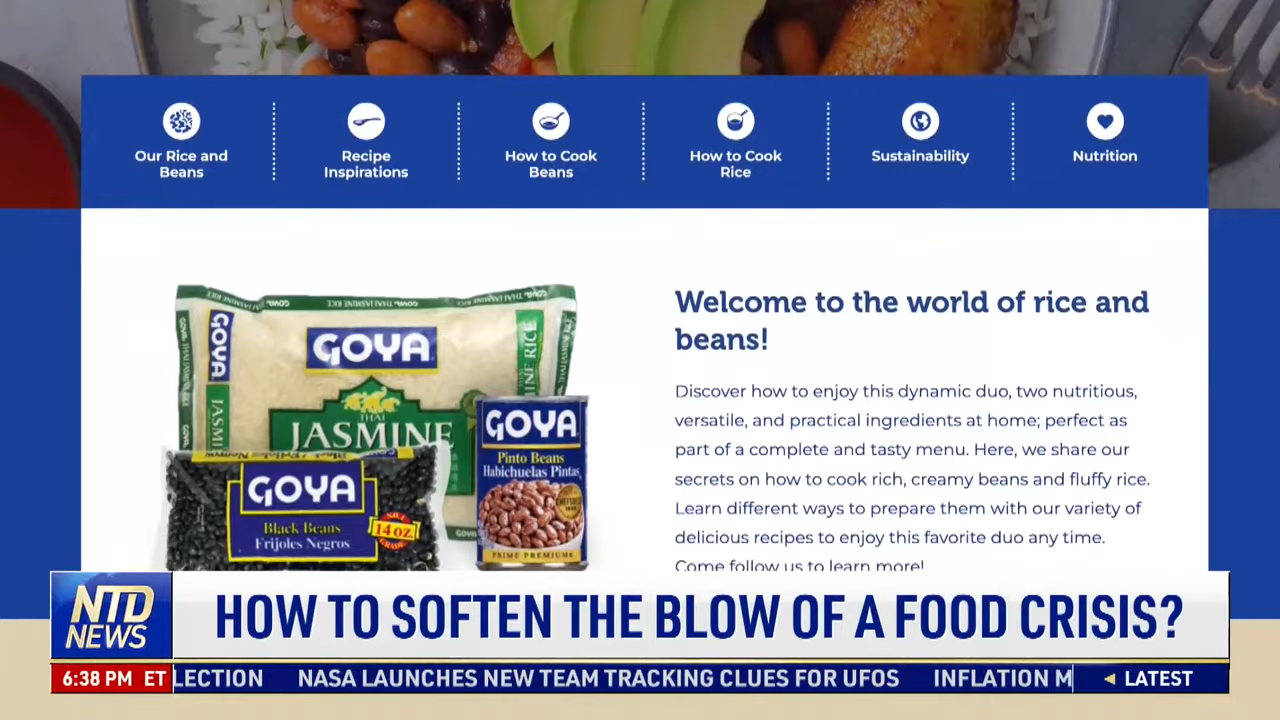 Our Rice and
Beans
Recipe
Inspirations
How to Cook
Beans
How to Cook
Rice
Sustainability
Nutrition
GOYA
GOYA
THAI
JASMINE
GOYA
Pinto Beans
Habichuelas Pintas
PRIME PREMIUM
GOYA
Black Beans
Frijoles Negros
14 OZ.
Welcome to the world of rice and
beans!
Discover how to enjoy this dynamic duo, two nutritious,
versatile, and practical ingredients at home; perfect as
part of a complete and tasty menu. Here, we share our
secrets on how to cook rich, creamy beans and fluffy rice.
Learn different ways to prepare them with our variety of
delicious recipes to enjoy this favorite duo any time.
Come follow us to learn more!
NTD
NEWS
HOW TO SOFTEN THE BLOW OF A FOOD CRISIS?
6:38 PM ET
LECTION NASA LAUNCHES NEW TEAM TRACKING CLUES FOR UFOS INFLATION M
◄ LATEST